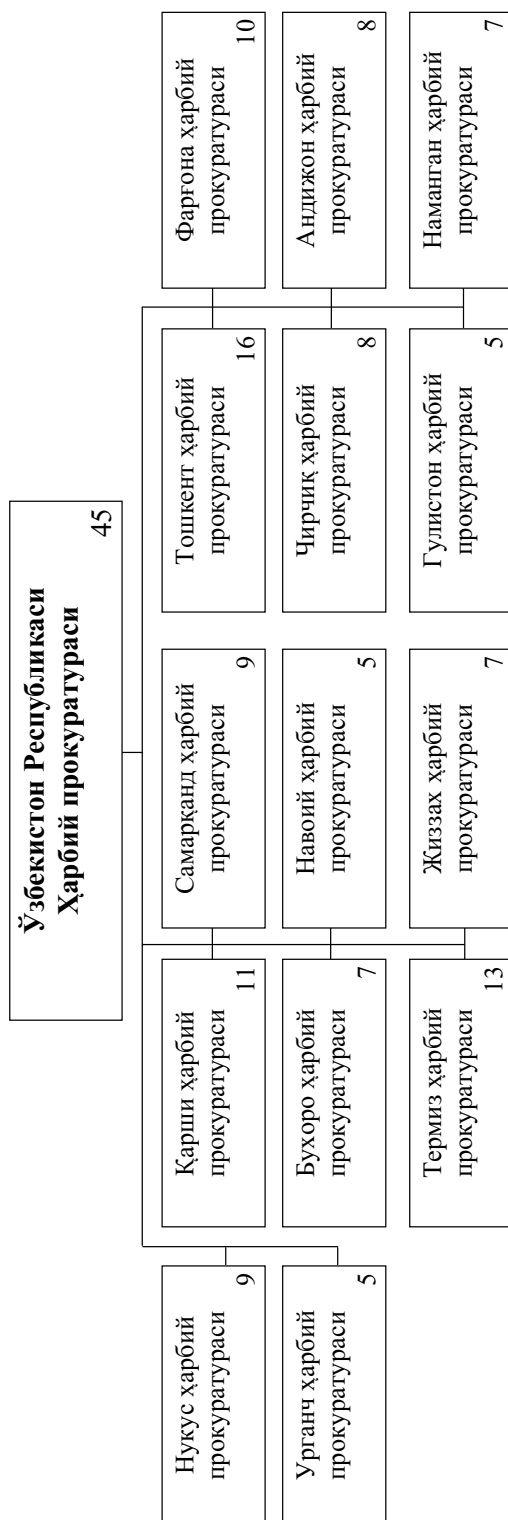 Ўзбекистон Республикаси
Ҳарбий прокуратураси
45
Нукус ҳарбий
прокуратураси
9
Урганч ҳарбий
прокуратураси
5
Қарши ҳарбий
прокуратураси
11
Бухоро ҳарбий
прокуратураси
7
Термиз ҳарбий
прокуратураси
13
Самарқанд ҳарбий
прокуратураси
9
Навоий ҳарбий
прокуратураси
5
Жиззах ҳарбий
прокуратураси
7
Тошкент ҳарбий
прокуратураси
16
Чирчиқ ҳарбий
прокуратураси
8
Гулистон ҳарбий
прокуратураси
5
Фарғона ҳарбий
прокуратураси
10
Андижон ҳарбий
прокуратураси
8
Наманган ҳарбий
прокуратураси
7